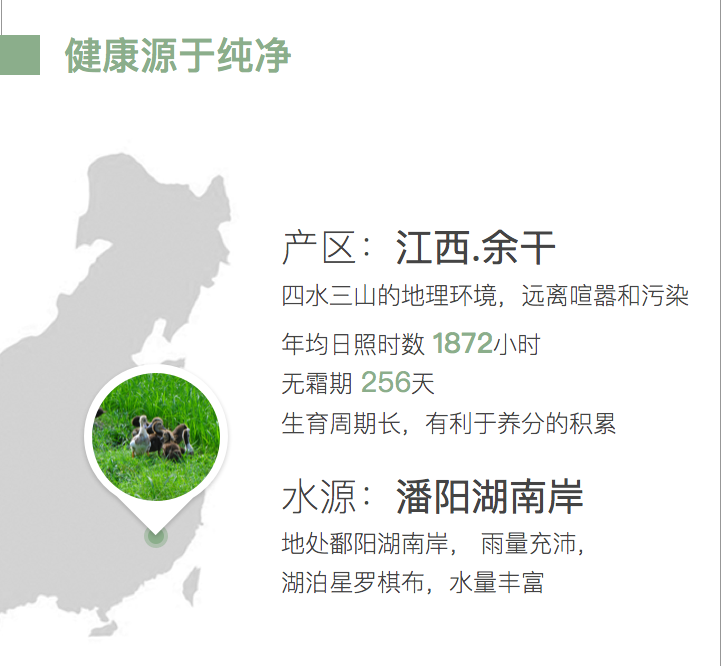 健康源于纯净
产区：江西.余干
四水三山的地理环境，远离喧嚣和污染
年均日照时数 1872小时
无霜期 256天
生育周期长，有利于养分的积累
水源：潘阳湖南岸
地处鄱阳湖南岸， 雨量充沛，
湖泊星罗棋布，水量丰富